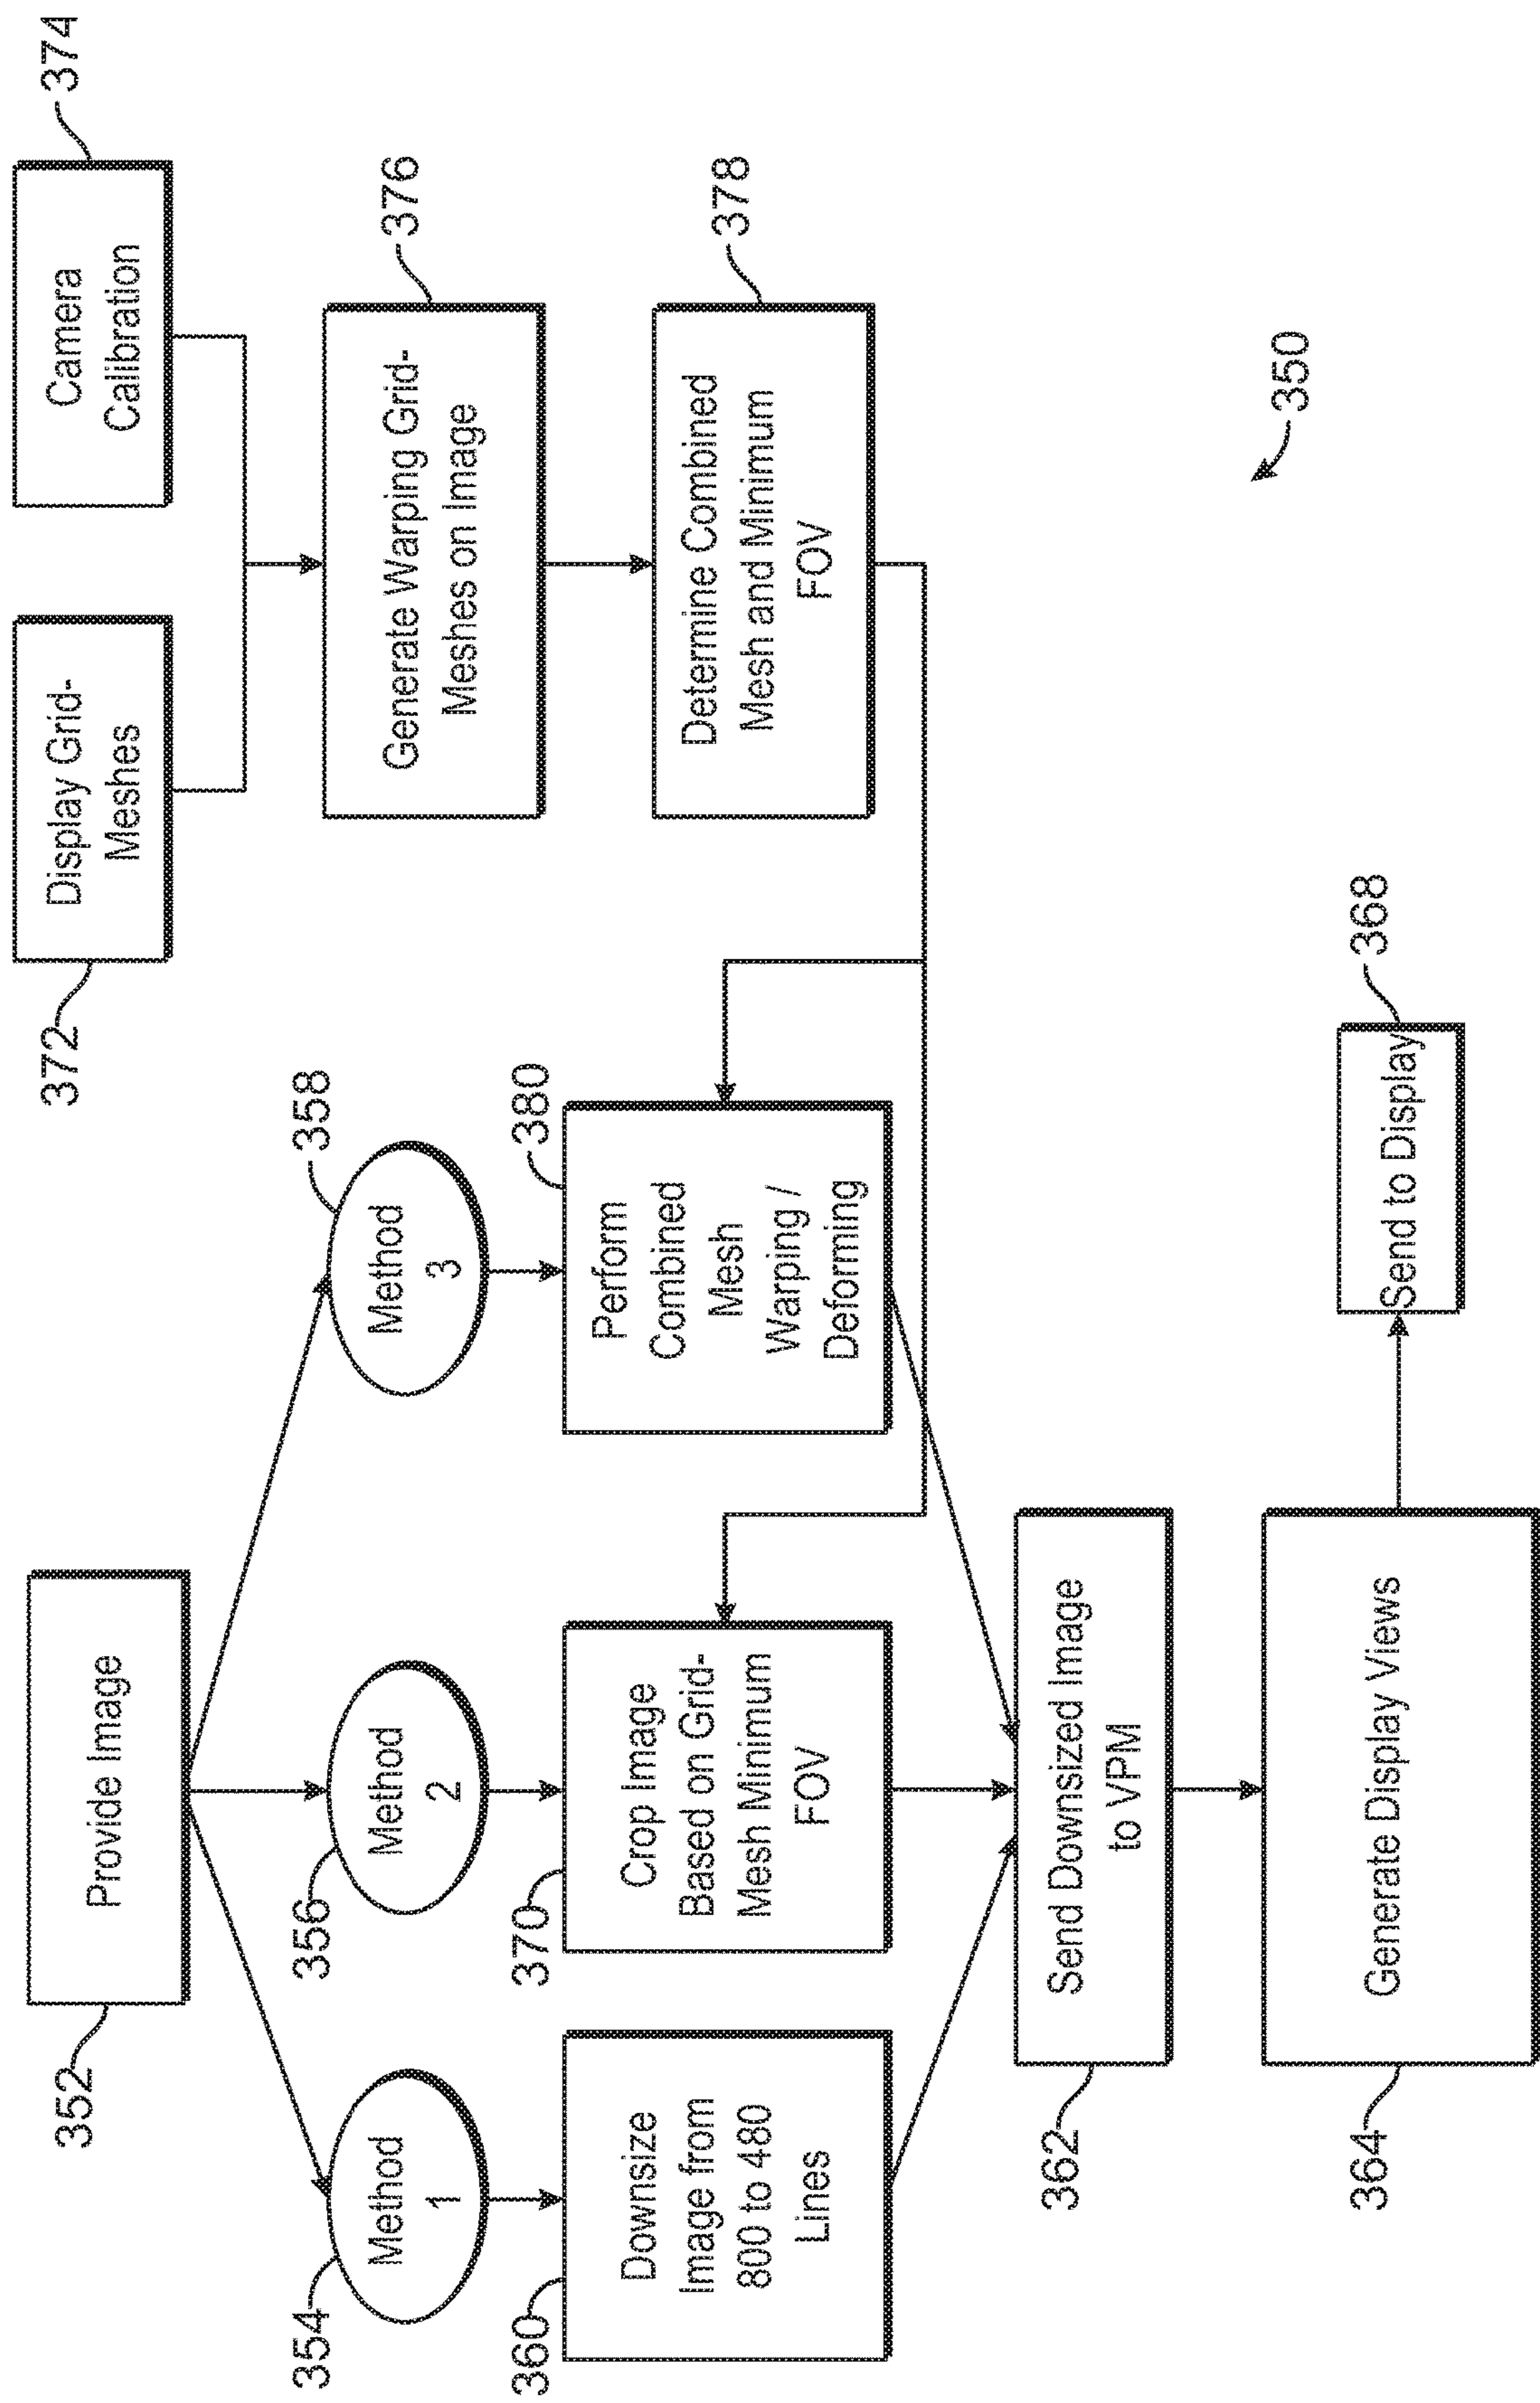 352
Provide Image
372
Display Grid-
Meshes
Camera
Calibration
374
354
Method
1
356
Method
2
358
Method
3
Generate Warping Grid-
Meshes on Image
376
360
Downsize
Image from
800 to 480
Lines
370
Crop Image
Based on Grid-
Mesh Minimum
FOV
380
Perform
Combined
Mesh
Warping /
Deforming
Determine Combined
Mesh and Minimum
FOV
378
362
Send Downsized Image
to VPM
364
Generate Display Views
Send to Display
368
350